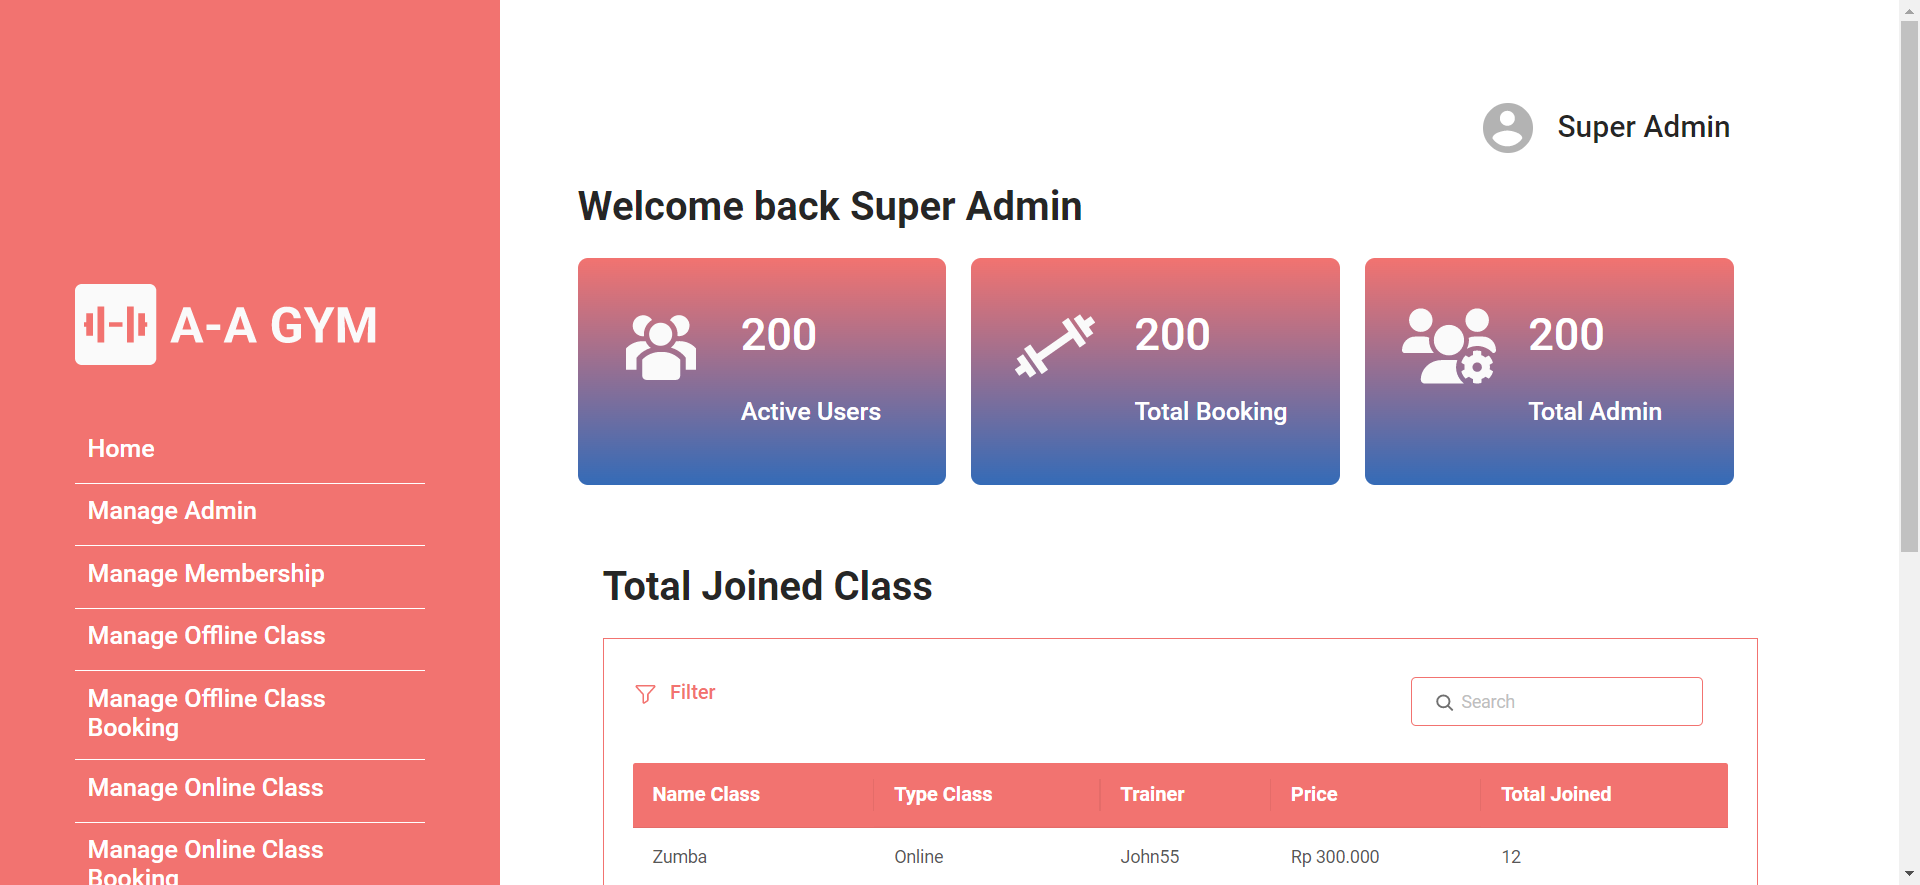 A-A GYM
Home
Manage Admin
Manage Membership
Manage Offline Class
Manage Offline Class
Booking
Manage Online Class
Manage Online Class
Booking
Super Admin
Welcome back Super Admin
200
Active Users
200
Total Booking
200
Total Admin
Total Joined Class
Filter
Search
Name Class Type Class Trainer Price Total Joined
Zumba Online John55 Rp 300.000 12